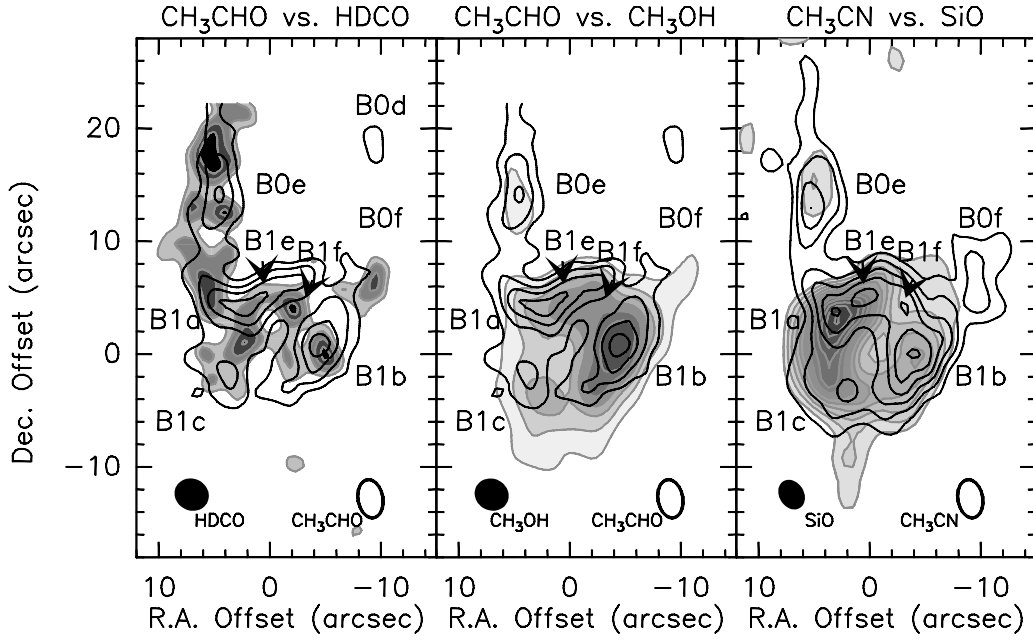 CH₃CHO vs. HDCO CH₃CHO vs. CH₃OH CH₃CN vs. SiO
B0d
20
B0e B0e B0e
B0f B0f B0f
10
B1e B1f B1e B1f B1e B1f
B1a B1a B1a
0
B1b B1b B1b
B1c B1c B1c
−10
HDCO CH₃CHO CH₃OH CH₃CHO SiO CH₃CN
10 0 −10 10 0 −10 10 0 −10
R.A. Offset (arcsec) R.A. Offset (arcsec) R.A. Offset (arcsec)
Dec. Offset (arcsec)